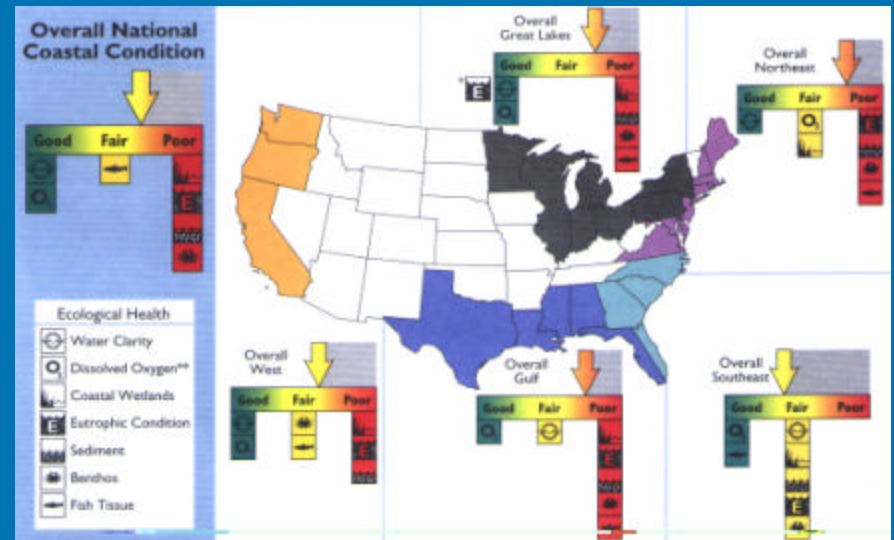 Overall National
Coastal Condition
Good Fair Poor
E
Overall
Great Lakes
Good Fair Poor
* E
Overall
Northeast
Good Fair Poor
O₂
E
Ecological Health
Water Clarity
O₂ Dissolved Oxygen**
Coastal Wetlands
E Eutrophic Condition
Sediment
Benthos
Fish Tissue
Overall
West
Good Fair Poor
E
Overall
Gulf
Good Fair Poor
E
Overall
Southeast
Good Fair Poor
E